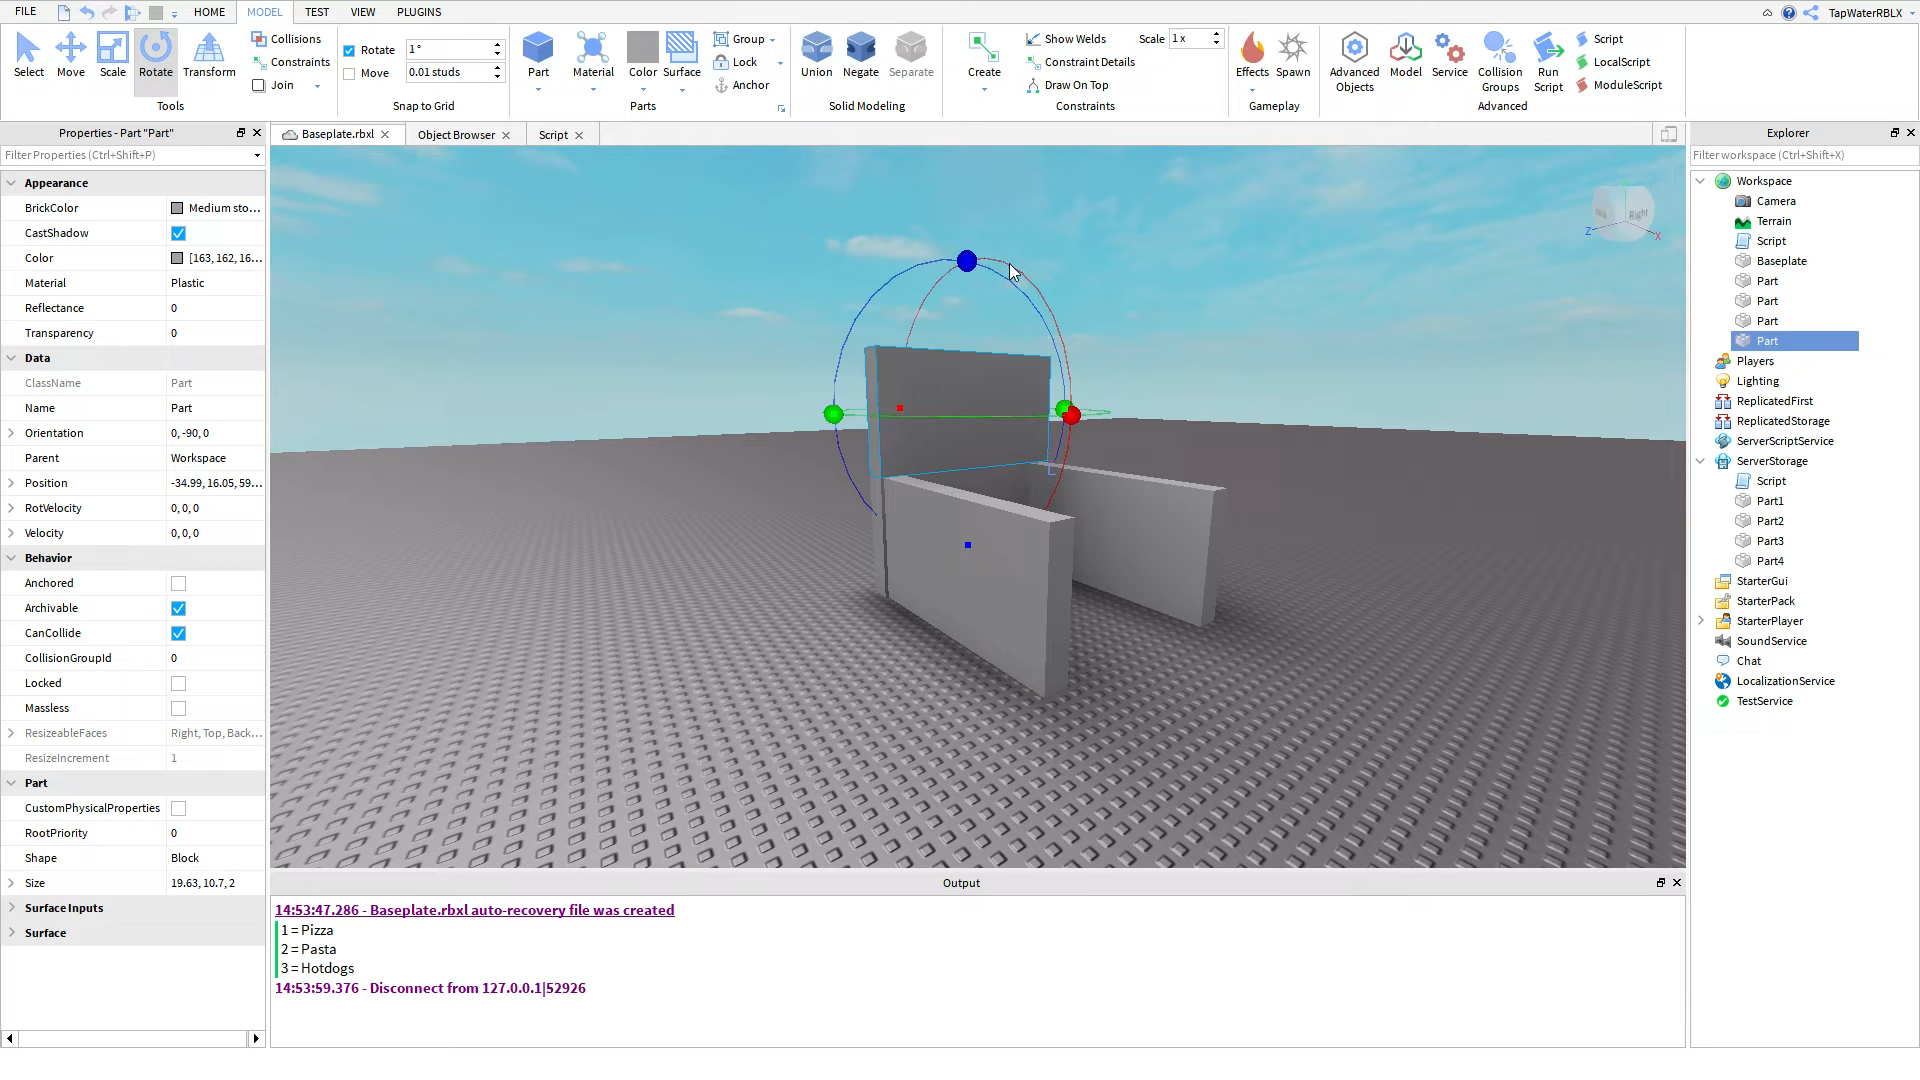 FILE
HOME
MODEL
TEST
VIEW
PLUGINS
TapWaterRBLX
Select
Move
Scale
Rotate
Transform
Collisions
Constraints
Join
Tools
Rotate
1 °
Move
0.01 studs
Snap to Grid
Part
Material
Color
Surface
Group
Lock
Anchor
Parts
Union
Negate
Separate
Solid Modeling
Create
Show Welds
Scale 1 x
Constraint Details
Draw On Top
Constraints
Effects
Spawn
Gameplay
Advanced
Objects
Model
Service
Collision
Groups
Run
Script
Script
LocalScript
ModuleScript
Advanced
Properties - Part "Part"
Filter Properties (Ctrl+Shift+P)
Appearance
BrickColor Medium sto...
CastShadow
Color [163, 162, 16...
Material Plastic
Reflectance 0
Transparency 0
Data
ClassName Part
Name Part
Orientation 0, -90, 0
Parent Workspace
Position -34.99, 16.05, 59...
RotVelocity 0, 0, 0
Velocity 0, 0, 0
Behavior
Anchored
Archivable
CanCollide
CollisionGroupId 0
Locked
Massless
ResizeableFaces Right, Top, Back...
ResizeIncrement 1
Part
CustomPhysicalProperties
RootPriority 0
Shape Block
Size 19.63, 10.7, 2
Surface Inputs
Surface
Baseplate.rbxl
Object Browser
Script
Right
Z
X
L
Output
14:53:47.286 - Baseplate.rbxl auto-recovery file was created
1 = Pizza
2 = Pasta
3 = Hotdogs
14:53:59.376 - Disconnect from 127.0.0.1|52926
Explorer
Filter workspace (Ctrl+Shift+X)
Workspace
Camera
Terrain
Script
Baseplate
Part
Part
Part
Part
Players
Lighting
ReplicatedFirst
ReplicatedStorage
ServerScriptService
ServerStorage
Script
Part1
Part2
Part3
Part4
StarterGui
StarterPack
StarterPlayer
SoundService
Chat
LocalizationService
TestService